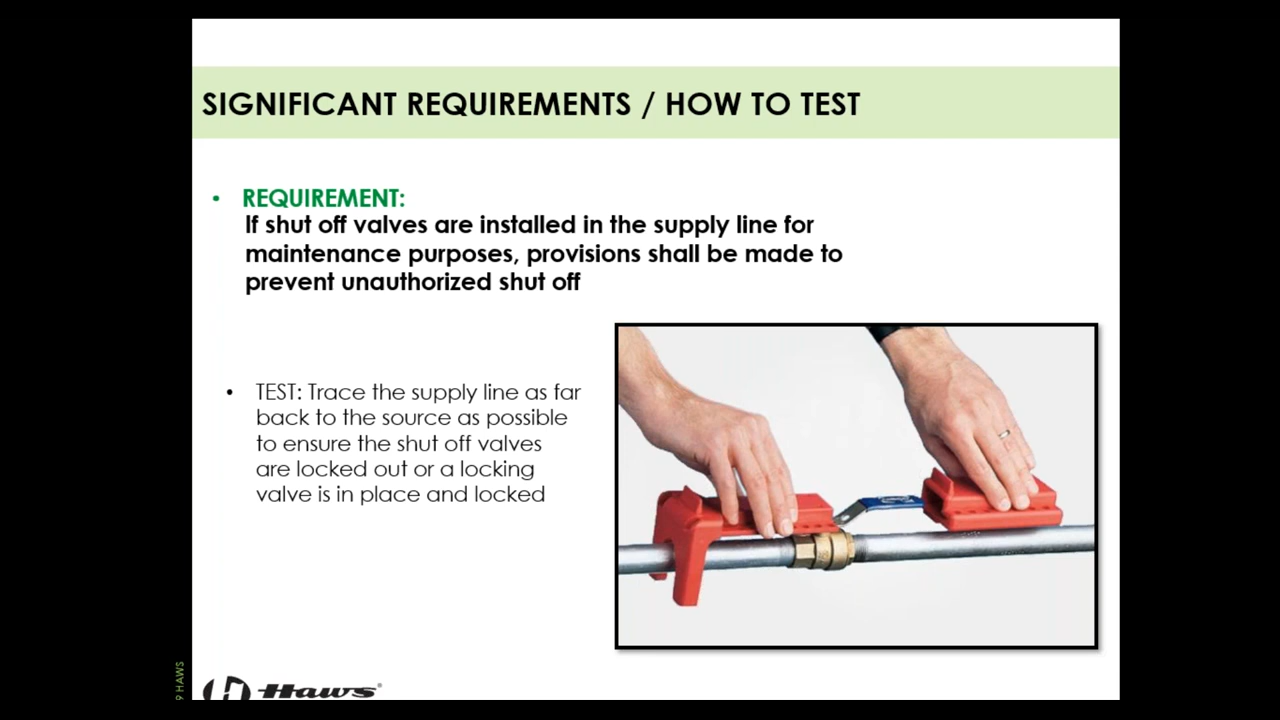 SIGNIFICANT REQUIREMENTS / HOW TO TEST
• REQUIREMENT:
If shut off valves are installed in the supply line for
maintenance purposes, provisions shall be made to
prevent unauthorized shut off
• TEST: Trace the supply line as far
back to the source as possible
to ensure the shut off valves
are locked out or a locking
valve is in place and locked
9 HAWS
Haws®